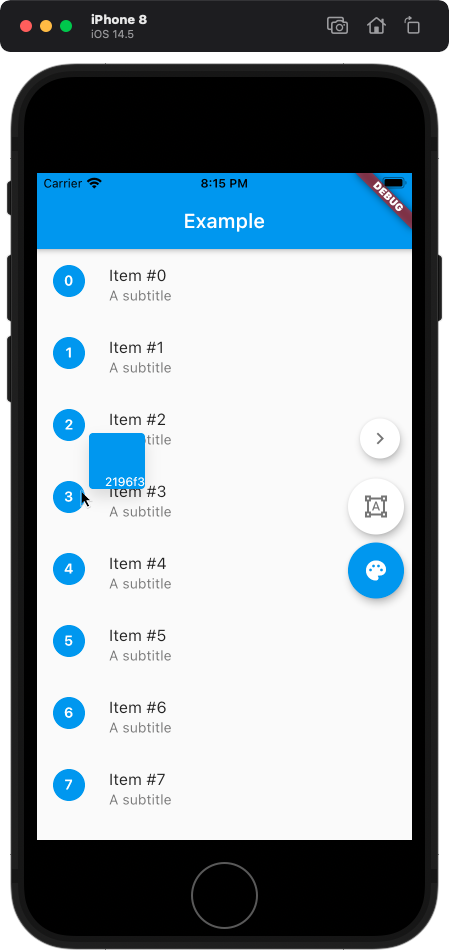 iPhone 8
iOS 14.5
Carrier 8:15 PM
DEBUG
Example
0 Item #0
A subtitle
1 Item #1
A subtitle
2 Item #2
subtitle
2196f3
3 Item #3
A subtitle
A
4 Item #4
A subtitle
5 Item #5
A subtitle
6 Item #6
A subtitle
7 Item #7
A subtitle